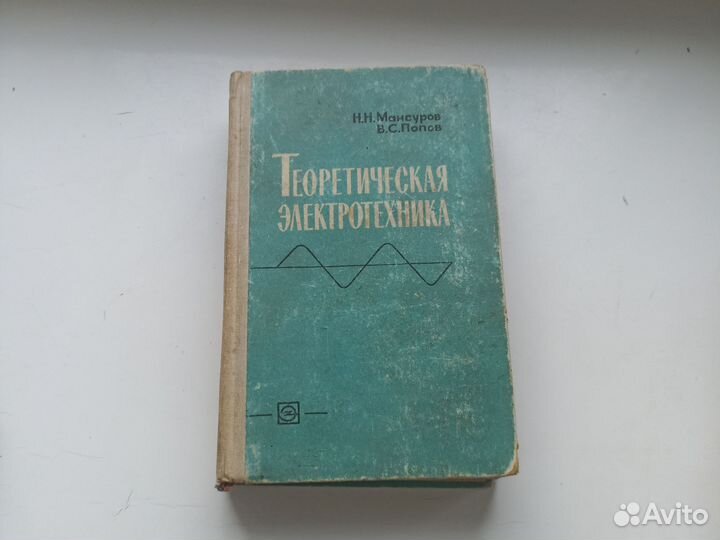 Н.Н.Мансуров
В.С.Попов
ТЕОРЕТИЧЕСКАЯ
ЭЛЕКТРОТЕХНИКА
Avito